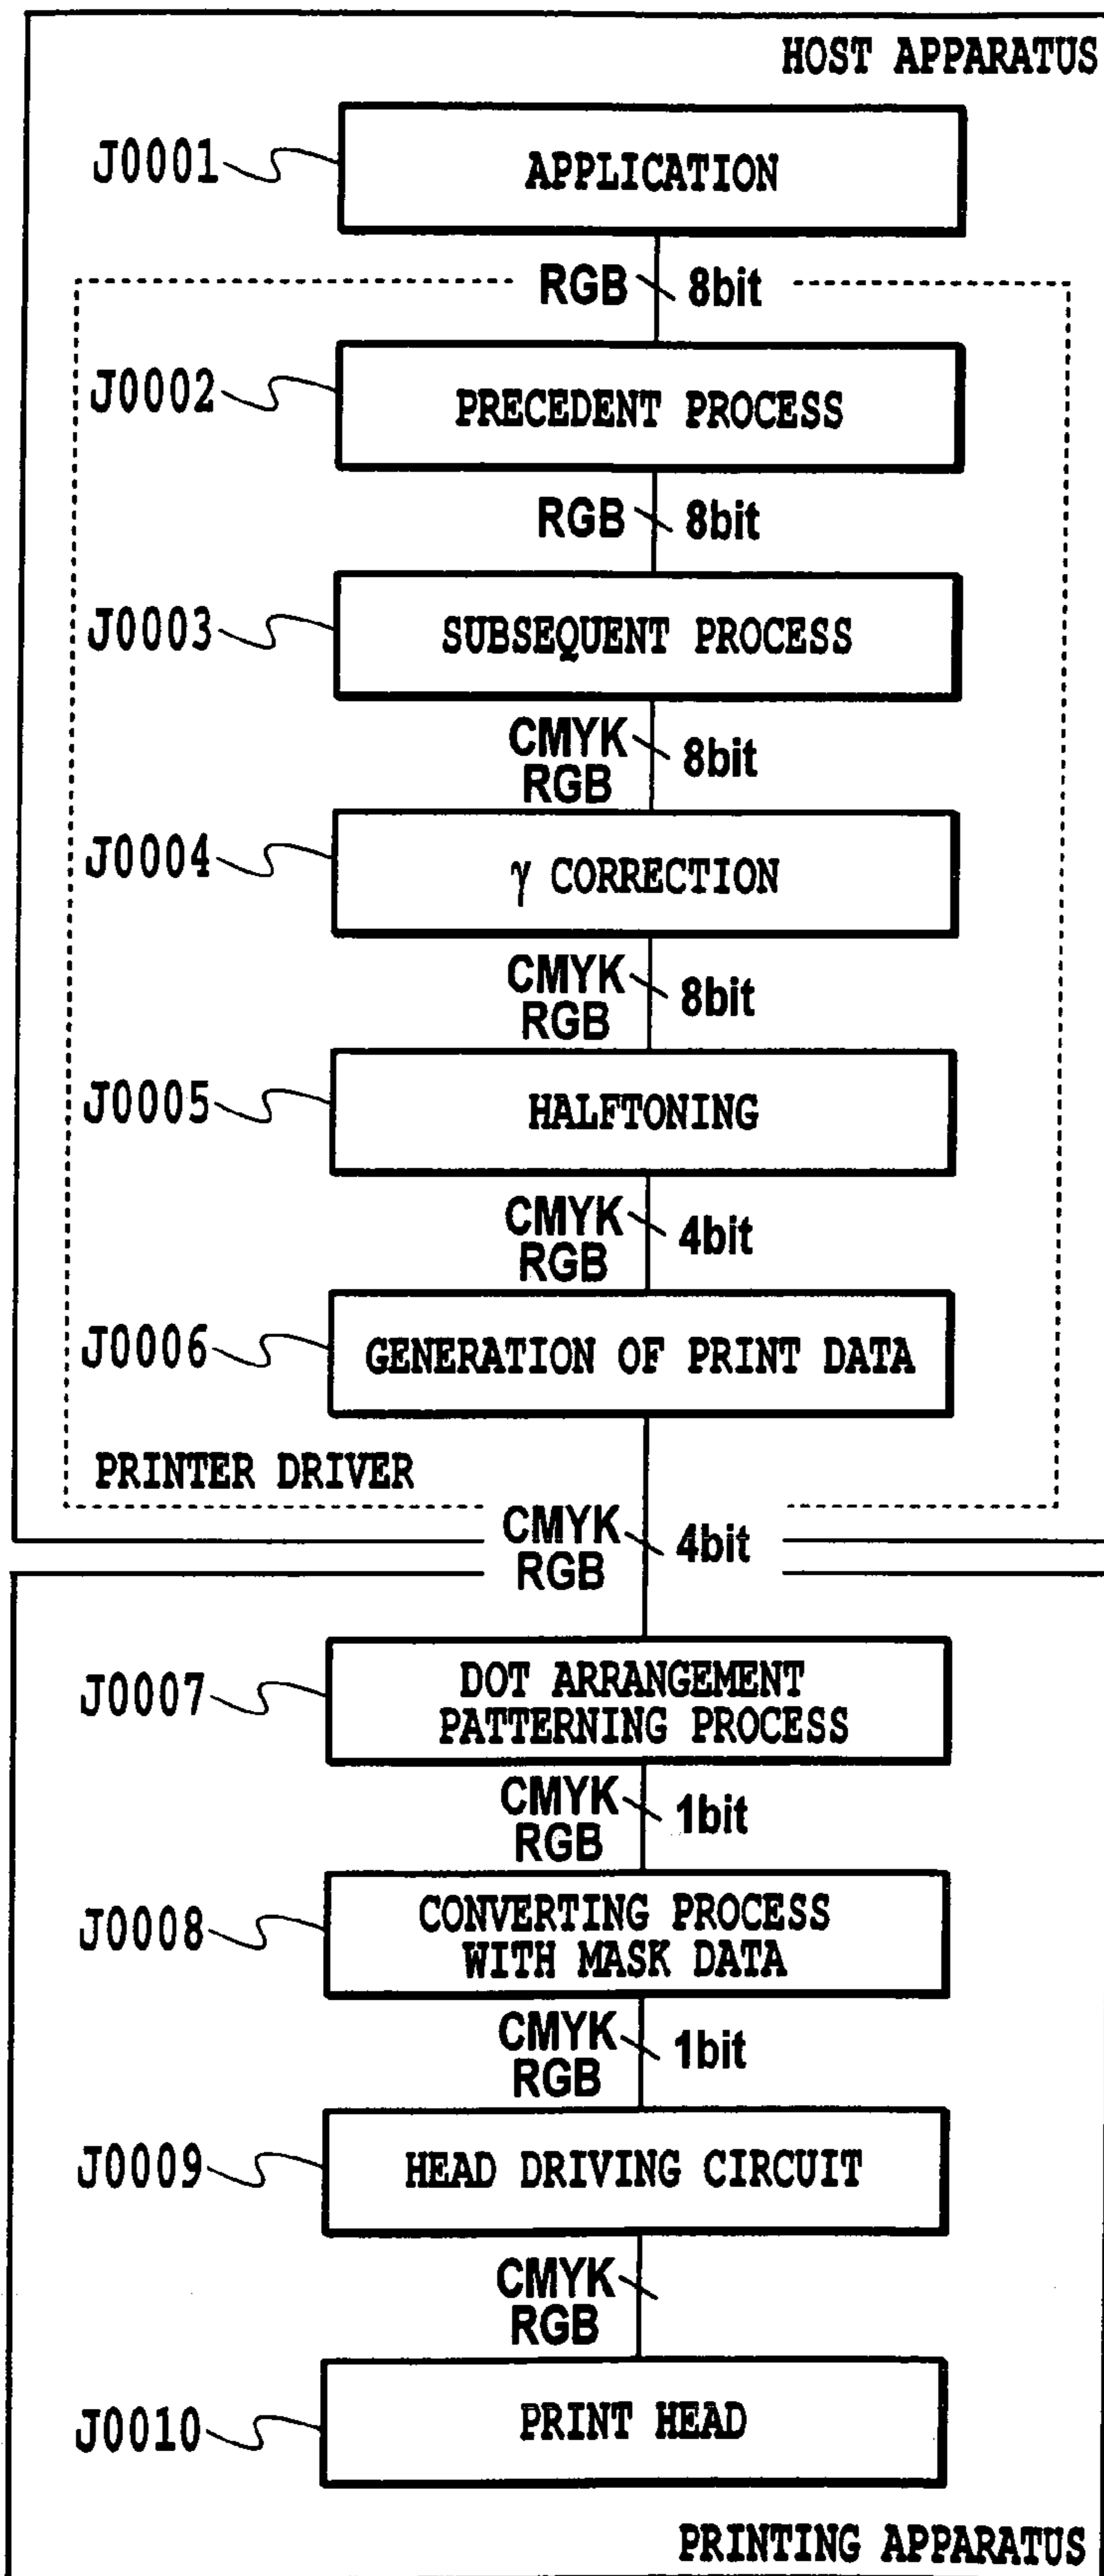 HOST APPARATUS
J0001
APPLICATION
RGB 8bit
J0002
PRECEDENT PROCESS
RGB 8bit
J0003
SUBSEQUENT PROCESS
CMYK 8bit
RGB
J0004
γ CORRECTION
CMYK 8bit
RGB
J0005
HALFTONING
CMYK 4bit
RGB
J0006
GENERATION OF PRINT DATA
PRINTER DRIVER
CMYK 4bit
RGB
J0007
DOT ARRANGEMENT
PATTERNING PROCESS
CMYK 1bit
RGB
J0008
CONVERTING PROCESS
WITH MASK DATA
CMYK 1bit
RGB
J0009
HEAD DRIVING CIRCUIT
CMYK
RGB
J0010
PRINT HEAD
PRINTING APPARATUS